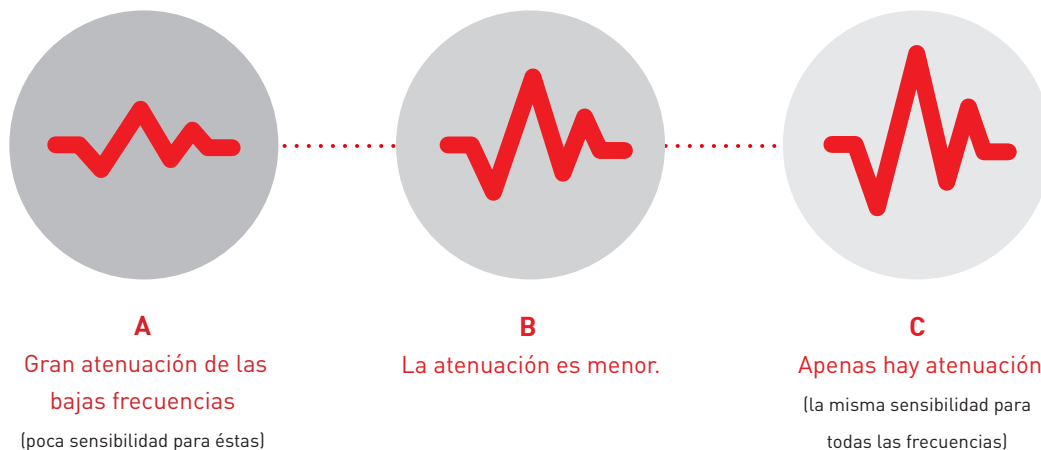 A
Gran atenuación de las
bajas frecuencias
(poca sensibilidad para éstas)
B
La atenuación es menor.
C
Apenas hay atenuación
(la misma sensibilidad para
todas las frecuencias)